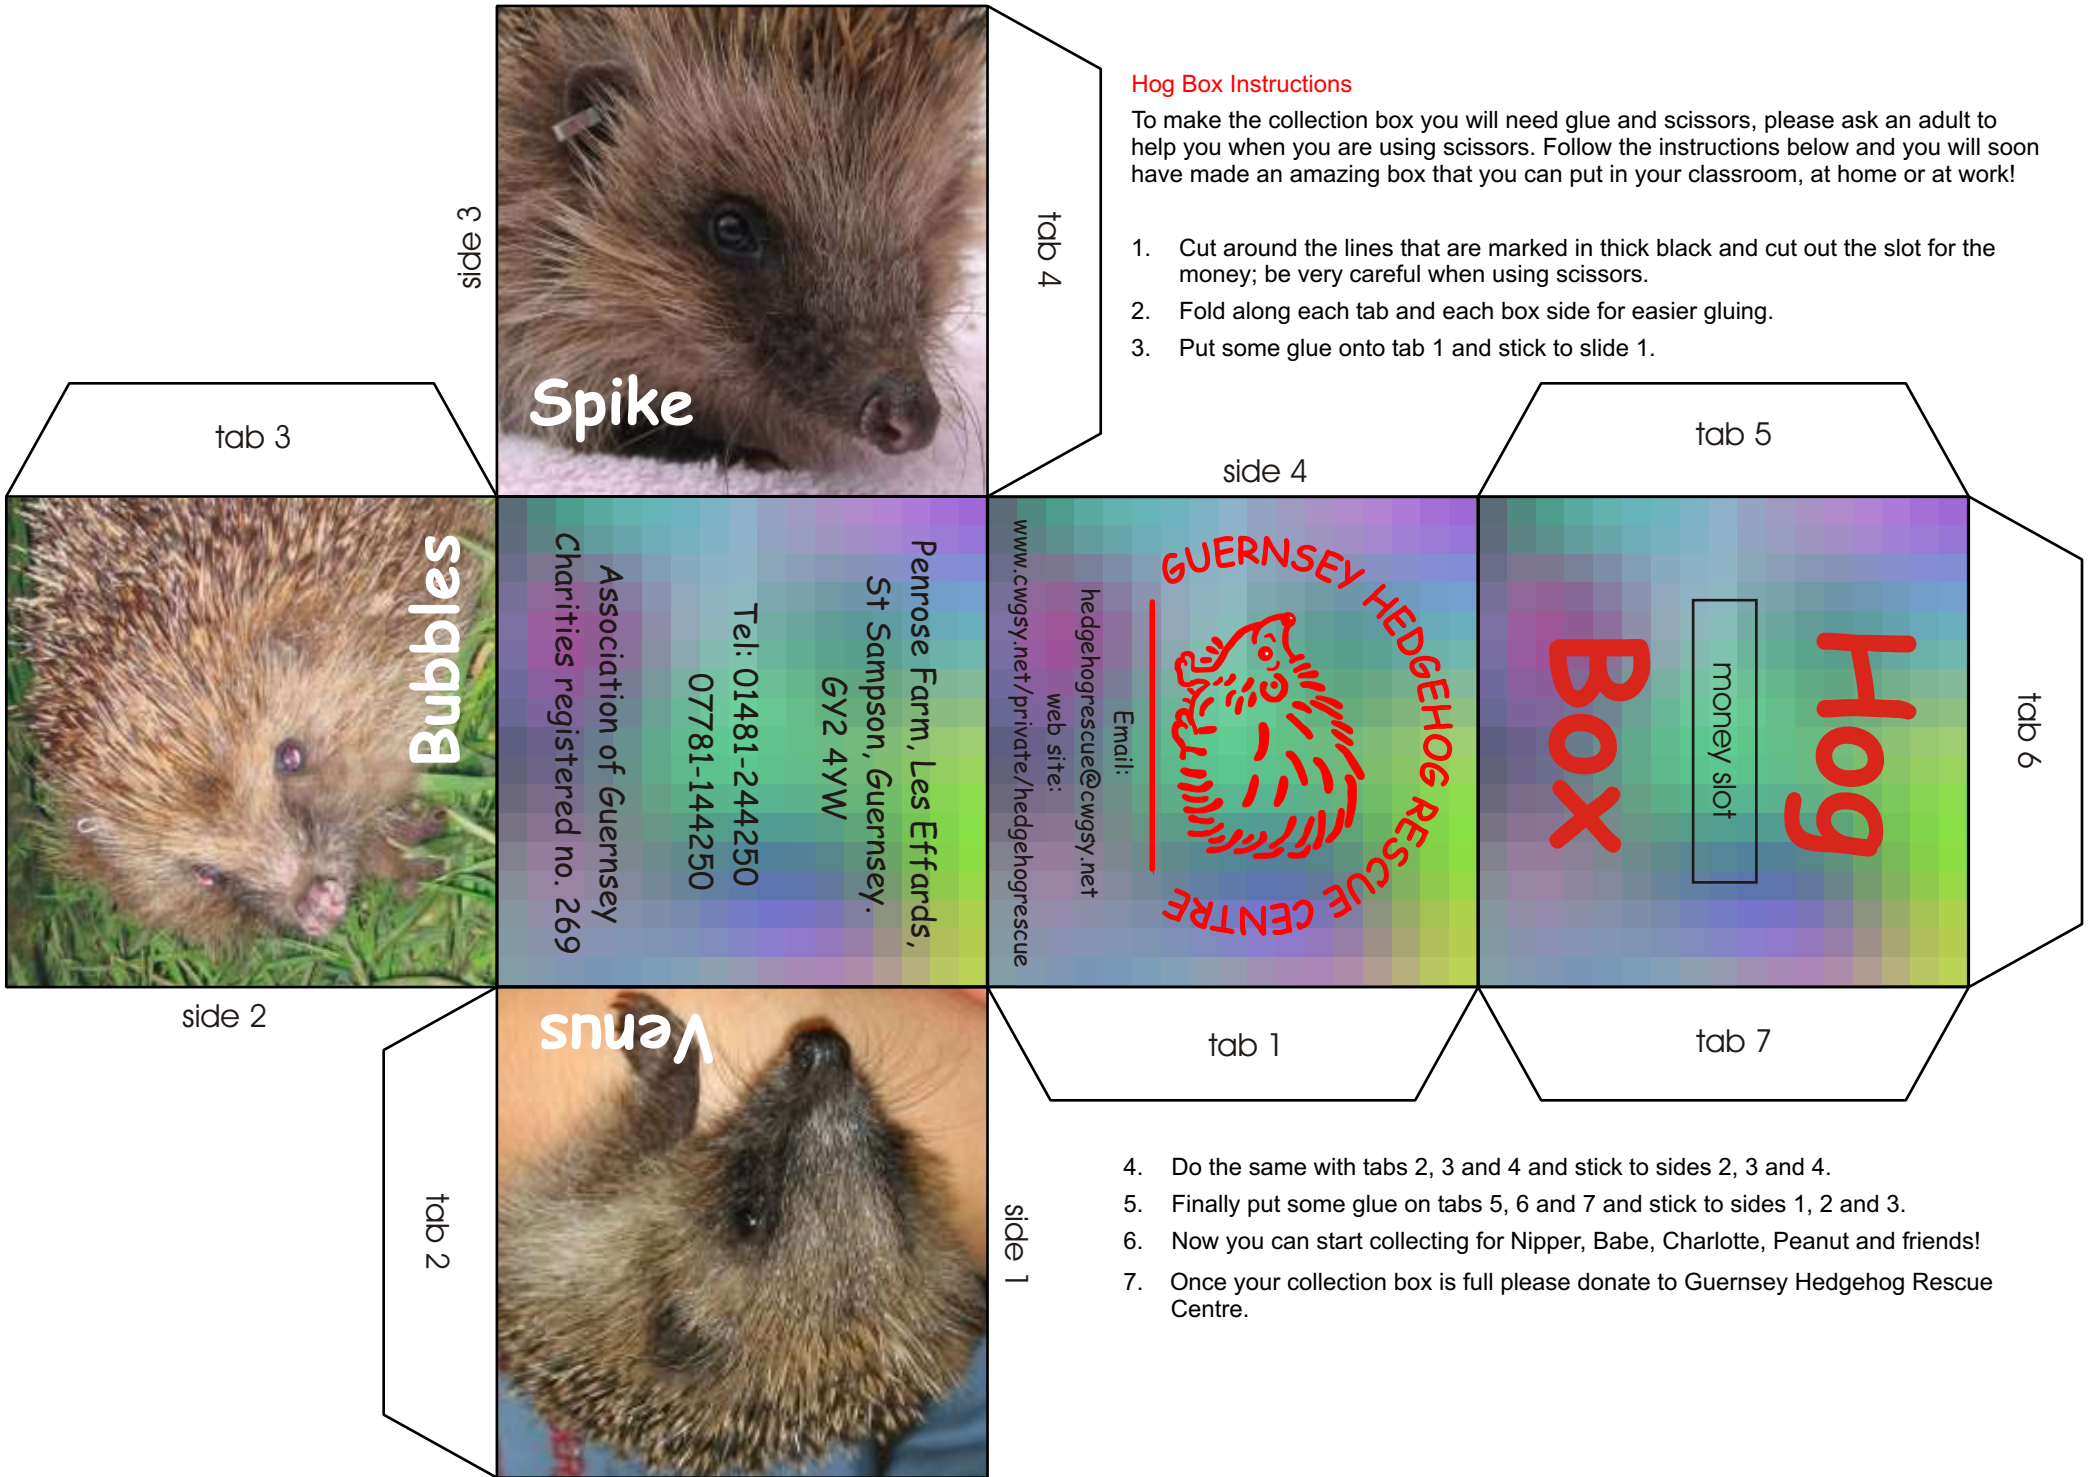 Hog Box Instructions
To make the collection box you will need glue and scissors, please ask an adult to
help you when you are using scissors. Follow the instructions below and you will soon
have made an amazing box that you can put in your classroom, at home or at work!
1. Cut around the lines that are marked in thick black and cut out the slot for the
money; be very careful when using scissors.
2. Fold along each tab and each box side for easier gluing.
3. Put some glue onto tab 1 and stick to slide 1.
side 3
Spike
tab 4
tab 3
Bubbles
side 2
Penrose Farm, Les Effards,
St Sampson, Guernsey.
GY2 4YW
Tel: 01481-244250
07781-144250
Association of Guernsey
Charities registered no. 269
side 4
GUERNSEY HEDGEHOG RESCUE CENTRE
Email:
hedgehogrescue@cwgsy.net
web site:
www.cwgsy.net/private/hedgehogrescue
tab 5
Hog
money slot
Box
tab 6
tab 7
tab 1
Venus
tab 2
side 1
4. Do the same with tabs 2, 3 and 4 and stick to sides 2, 3 and 4.
5. Finally put some glue on tabs 5, 6 and 7 and stick to sides 1, 2 and 3.
6. Now you can start collecting for Nipper, Babe, Charlotte, Peanut and friends!
7. Once your collection box is full please donate to Guernsey Hedgehog Rescue
Centre.